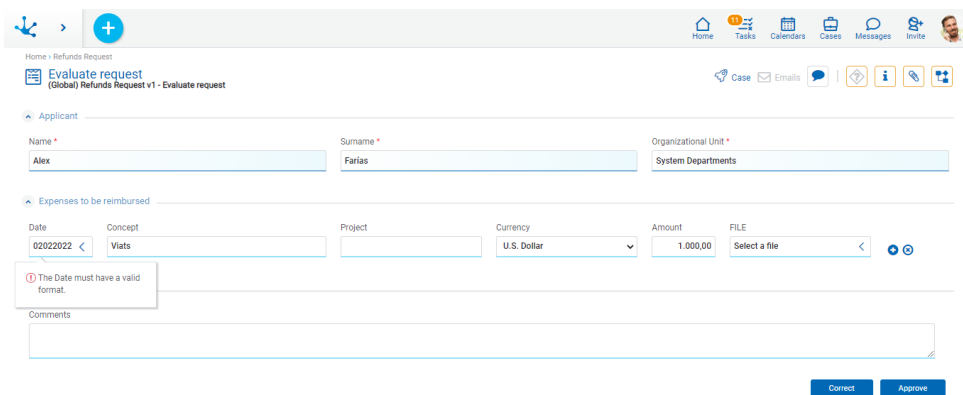 11
Home
Tasks
Calendars
Cases
Messages
Invite
Home › Refunds Request
Evaluate request
(Global) Refunds Request v1 - Evaluate request
Case
Emails
Applicant
Name *
Surname *
Organizational Unit *
Alex
Farías
System Departments
Expenses to be reimbursed
Date
Concept
Project
Currency
Amount
FILE
02022022
Viats
U.S. Dollar
1.000,00
Select a file
The Date must have a valid
format.
Comments
Correct
Approve